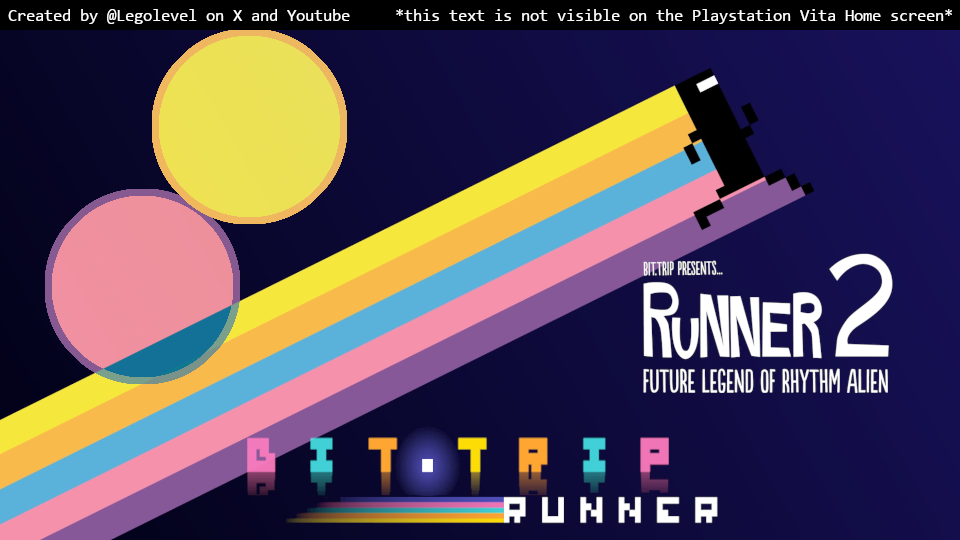 Created by @Legolevel on X and Youtube *this text is not visible on the Playstation Vita Home screen*
BIT.TRIP PRESENTS...
RUNNER 2
FUTURE LEGEND OF RHYTHM ALIEN
BIT.TRIP
RUNNER